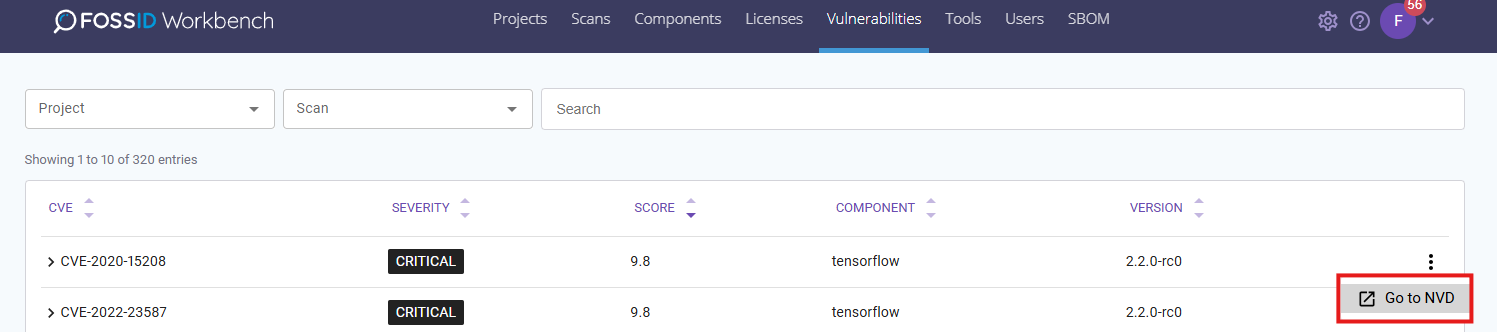 FOSSID Workbench Projects Scans Components Licenses Vulnerabilities Tools Users SBOM F 56
Project Scan Search
Showing 1 to 10 of 320 entries
CVE SEVERITY SCORE COMPONENT VERSION
CVE-2020-15208 CRITICAL 9.8 tensorflow 2.2.0-rc0
Go to NVD
CVE-2022-23587 CRITICAL 9.8 tensorflow 2.2.0-rc0